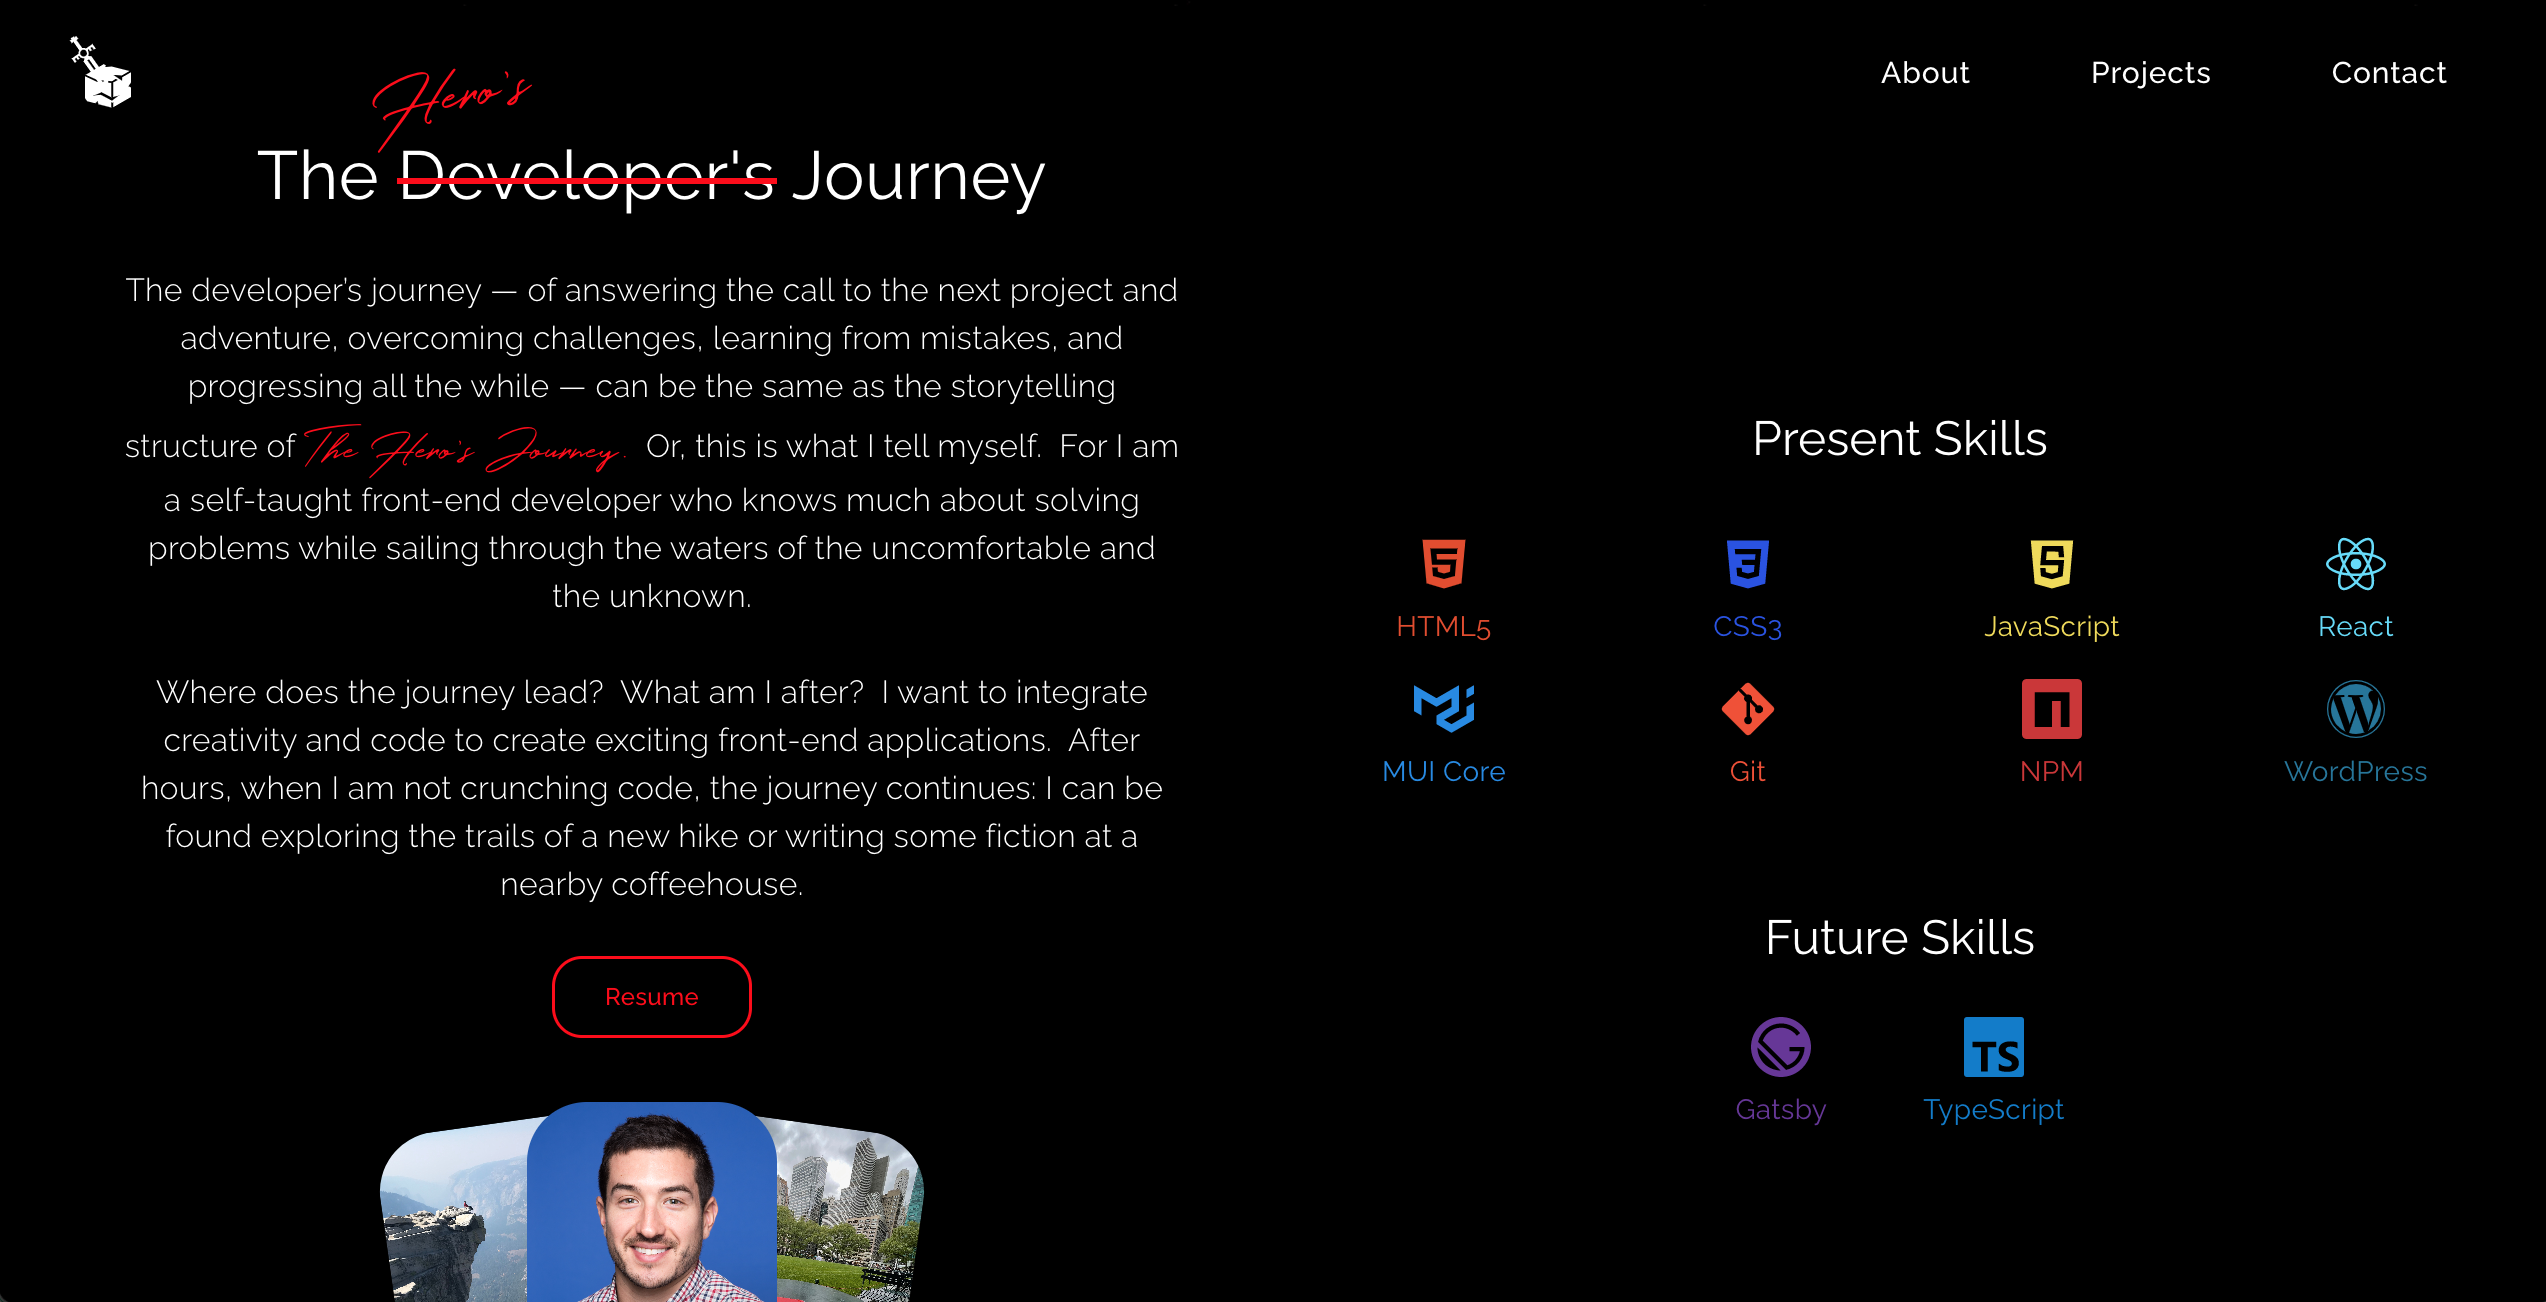 About
Projects
Contact
Hero's
The Developer's Journey
The developer’s journey — of answering the call to the next project and
adventure, overcoming challenges, learning from mistakes, and
progressing all the while — can be the same as the storytelling
structure of The Hero's Journey. Or, this is what I tell myself. For I am
a self-taught front-end developer who knows much about solving
problems while sailing through the waters of the uncomfortable and
the unknown.
Where does the journey lead? What am I after? I want to integrate
creativity and code to create exciting front-end applications. After
hours, when I am not crunching code, the journey continues: I can be
found exploring the trails of a new hike or writing some fiction at a
nearby coffeehouse.
Resume
Present Skills
HTML5
CSS3
JavaScript
React
MUI Core
Git
NPM
WordPress
Future Skills
TS
Gatsby
TypeScript